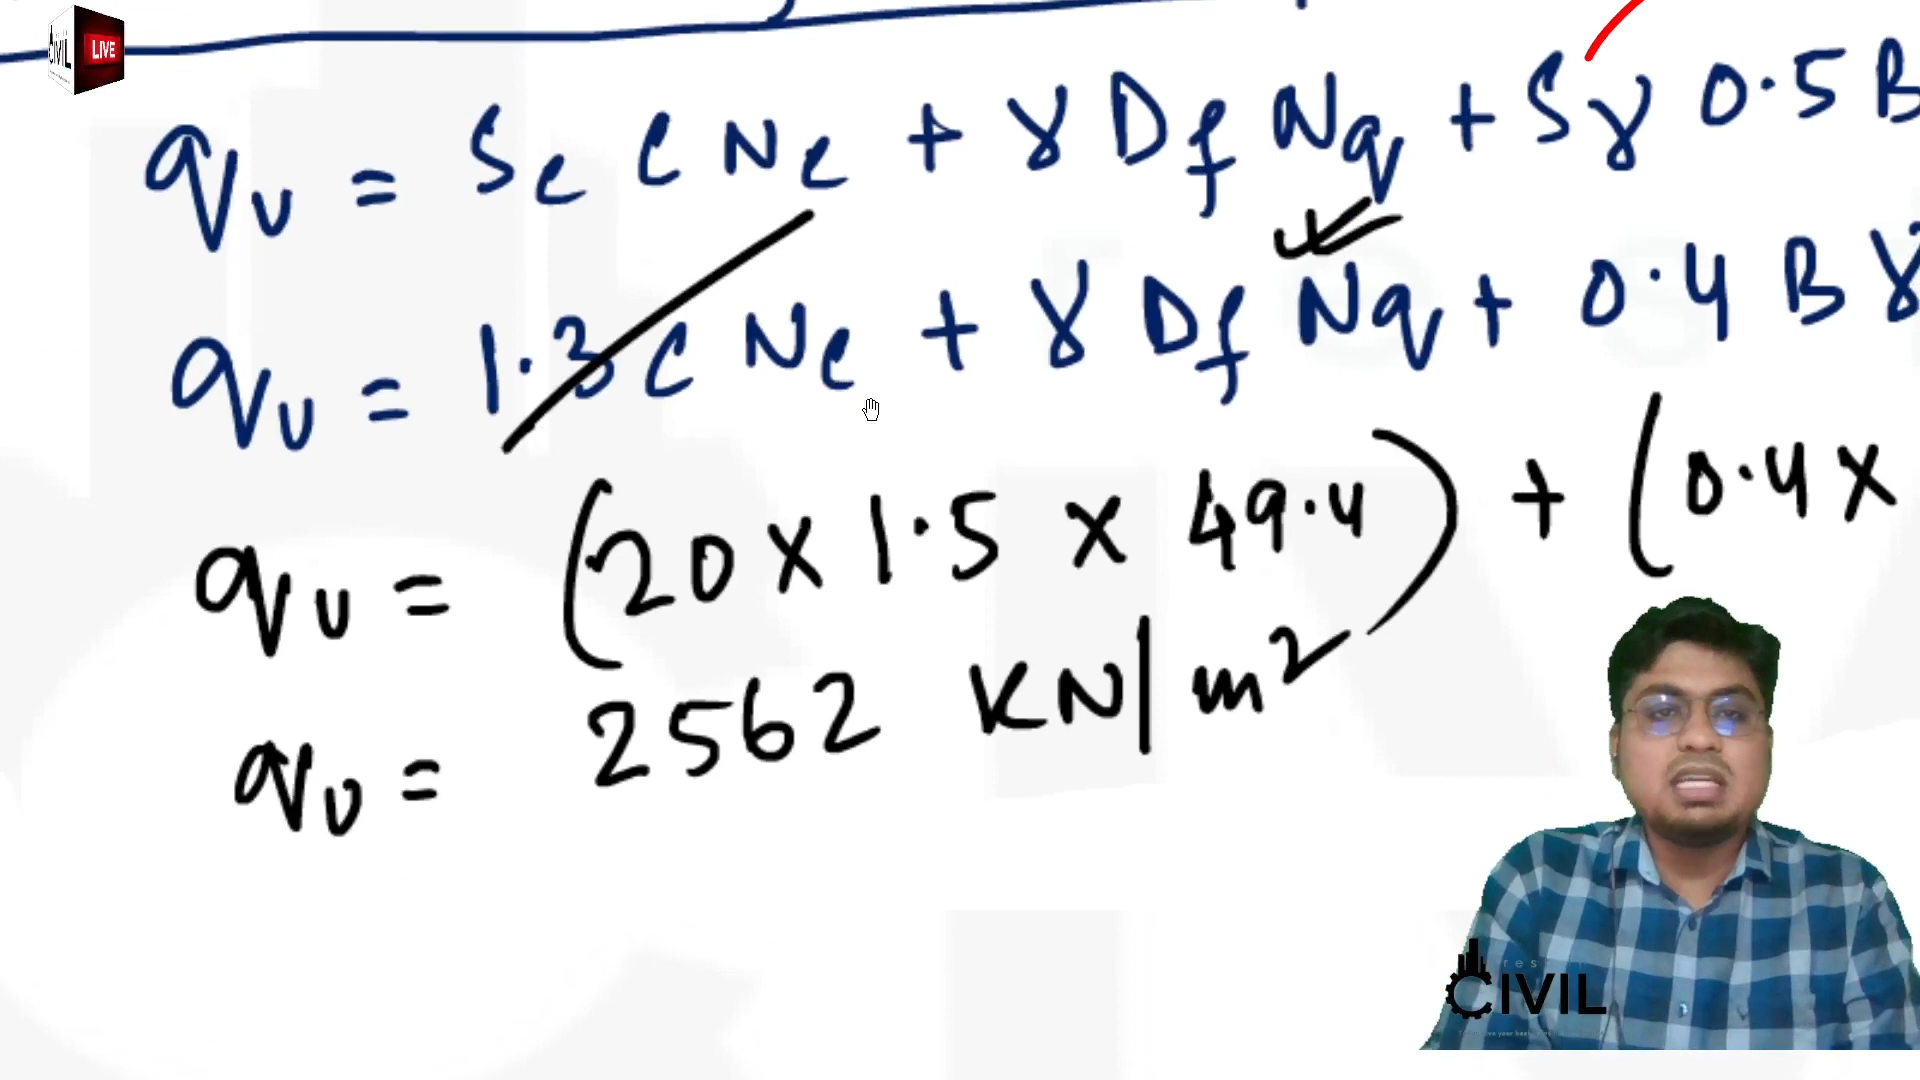 CIVIL LIVE
qu = Sc C Nc + γ Df Nq + Sγ 0.5 B
qu = 1.3 C Nc + γ Df Nq + 0.4 B γ
qu = (20 × 1.5 × 49.4) + (0.4 ×
qu = 2562 KN/m²
CIVIL